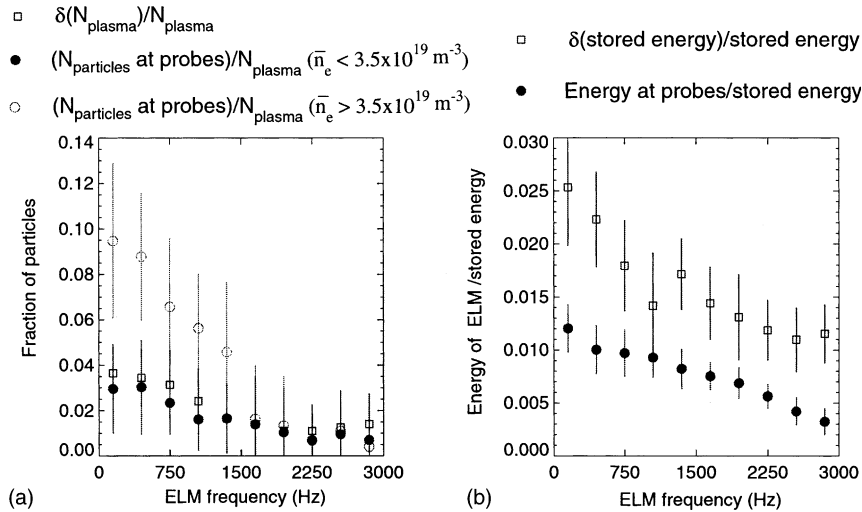 δ(N_plasma)/N_plasma
(N_particles at probes)/N_plasma (n̅_e < 3.5x10^19 m^-3)
(N_particles at probes)/N_plasma (n̅_e > 3.5x10^19 m^-3)
0.14
0.12
0.10
0.08
0.06
0.04
0.02
0.00
Fraction of particles
0
750
1500
2250
3000
ELM frequency (Hz)
(a)
δ(stored energy)/stored energy
Energy at probes/stored energy
0.030
0.025
0.020
0.015
0.010
0.005
0.000
Energy of ELM /stored energy
0
750
1500
2250
3000
ELM frequency (Hz)
(b)